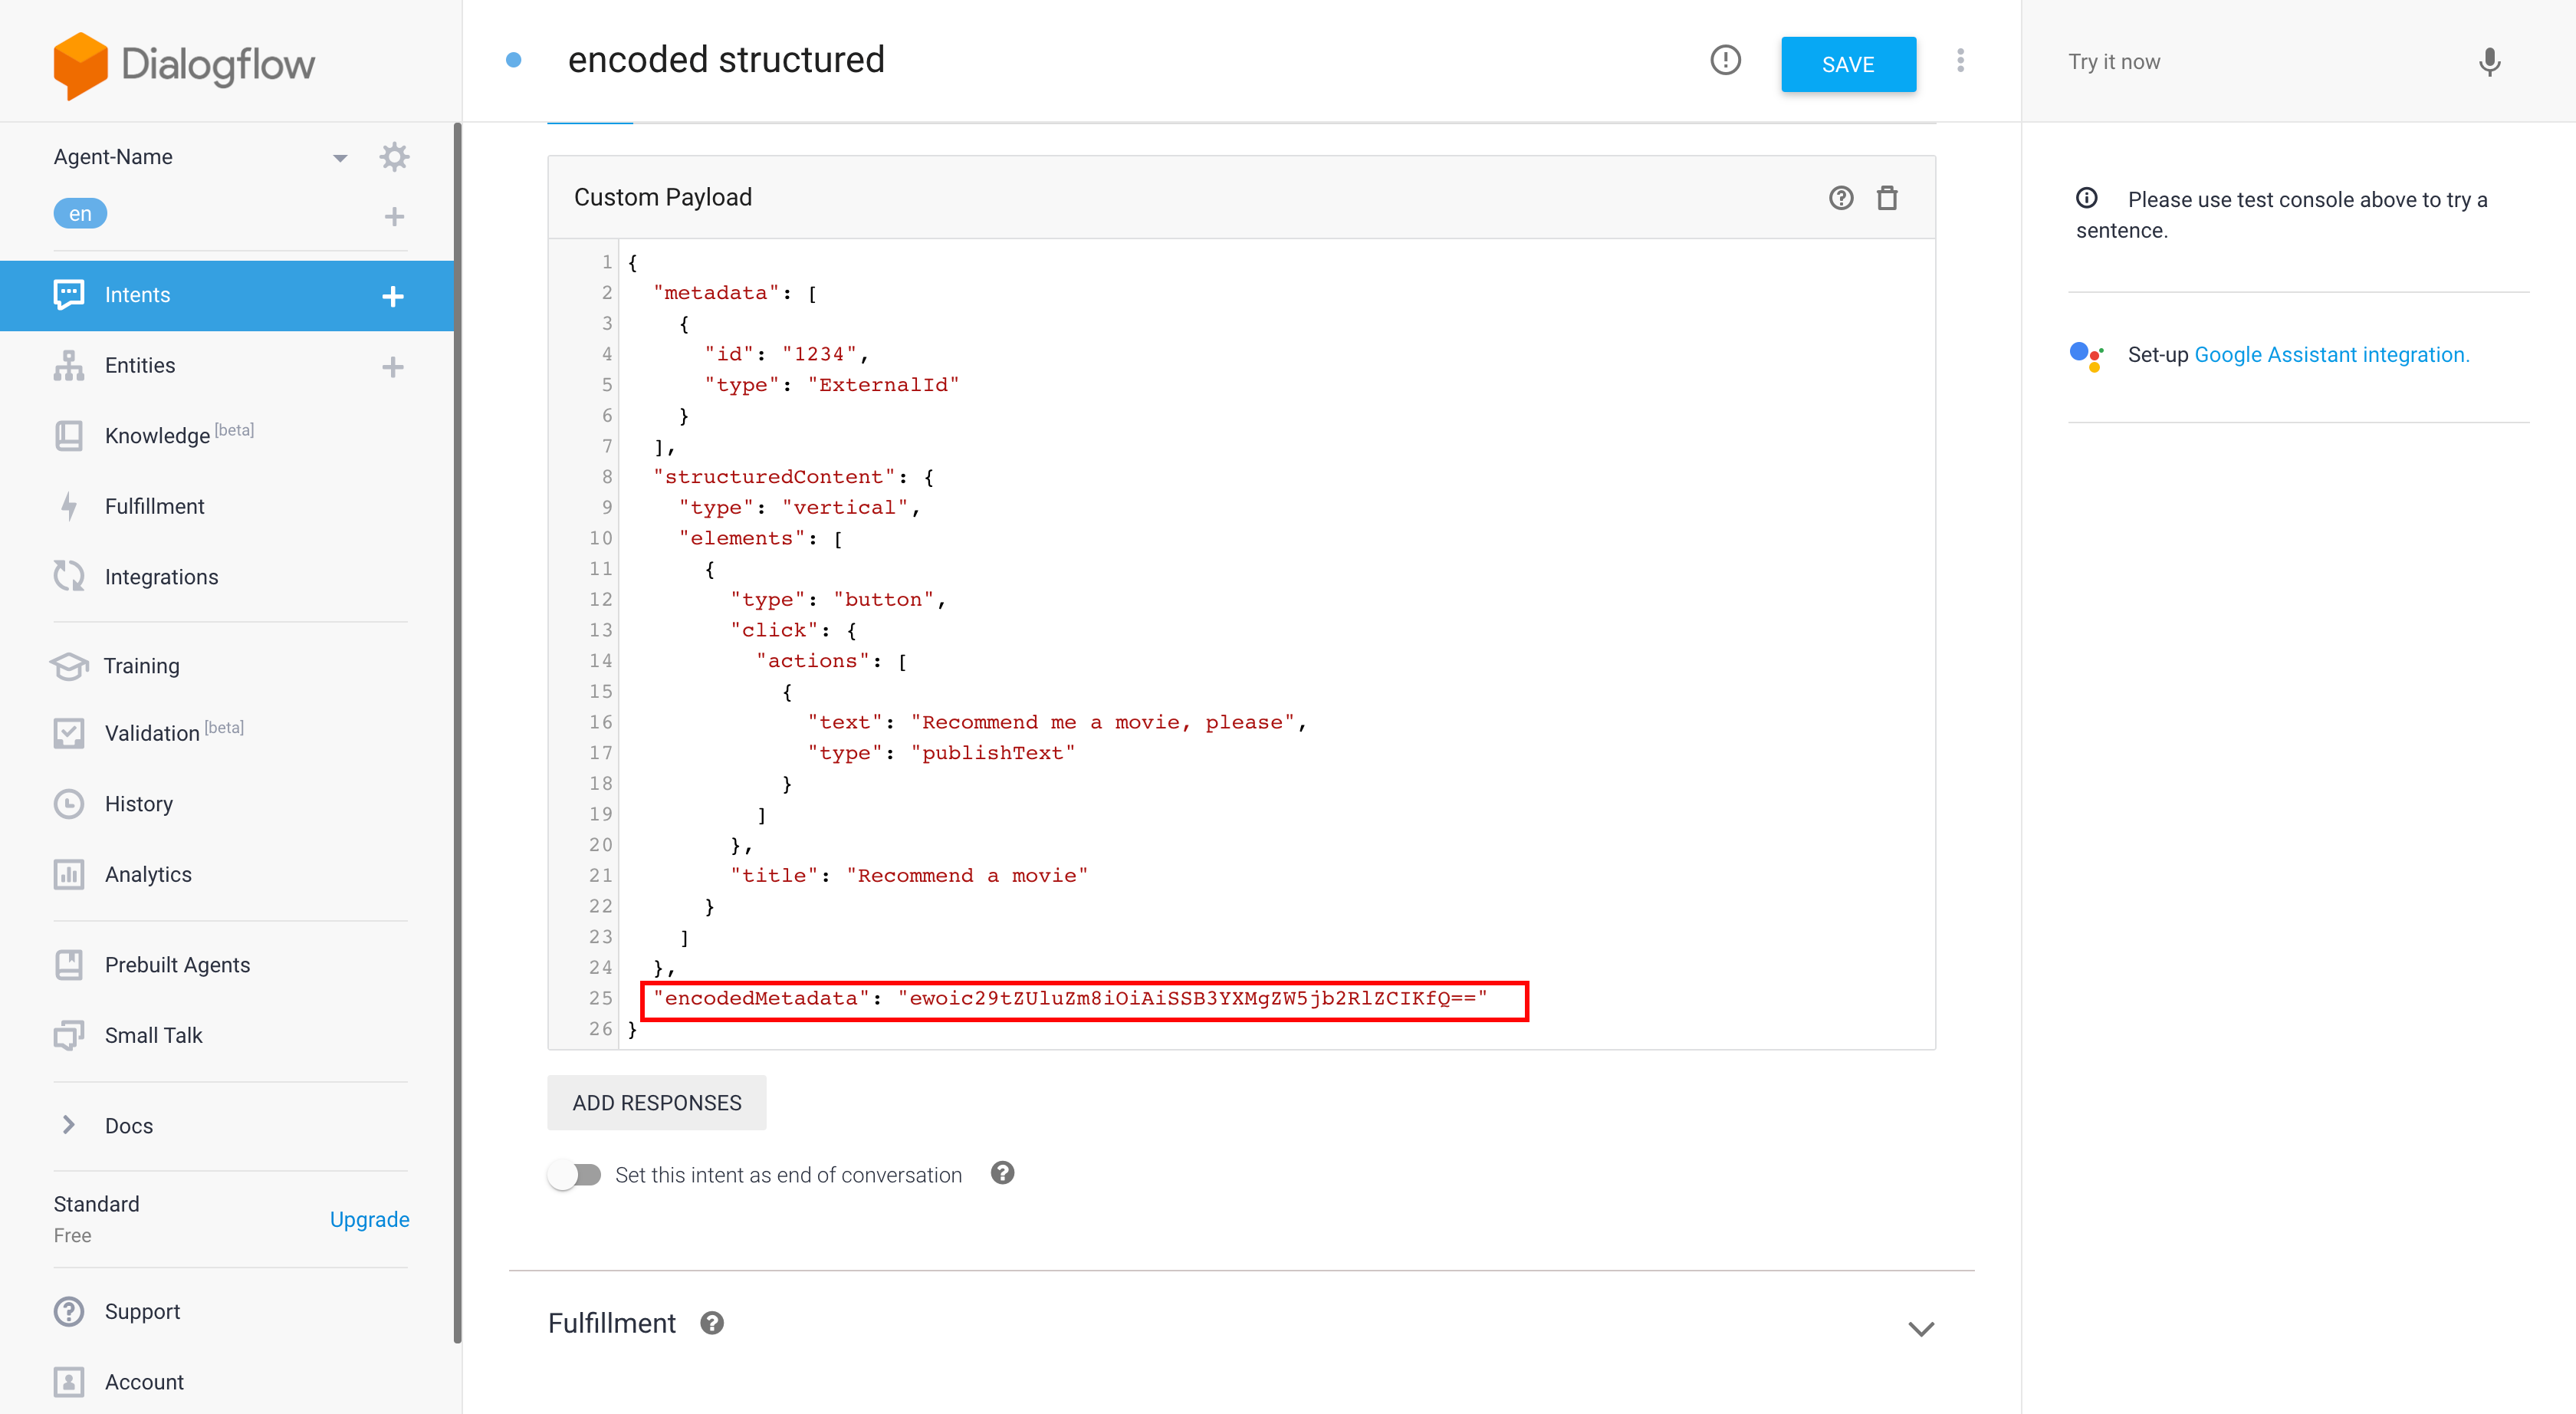 Dialogflow
Agent-Name
en
Intents
Entities
Knowledge [beta]
Fulfillment
Integrations
Training
Validation [beta]
History
Analytics
Prebuilt Agents
Small Talk
Docs
Standard
Free
Upgrade
Support
Account
encoded structured
SAVE
Custom Payload
1 {
2 "metadata": [
3 {
4 "id": "1234",
5 "type": "ExternalId"
6 }
7 ],
8 "structuredContent": {
9 "type": "vertical",
10 "elements": [
11 {
12 "type": "button",
13 "click": {
14 "actions": [
15 {
16 "text": "Recommend me a movie, please",
17 "type": "publishText"
18 }
19 ]
20 },
21 "title": "Recommend a movie"
22 }
23 ]
24 },
25 "encodedMetadata": "ewoic29tZUluZm8iOiAiSSB3YXMgZW5jb2RlZCIKfQ=="
26 }
ADD RESPONSES
Set this intent as end of conversation
Fulfillment
Try it now
Please use test console above to try a
sentence.
Set-up Google Assistant integration.